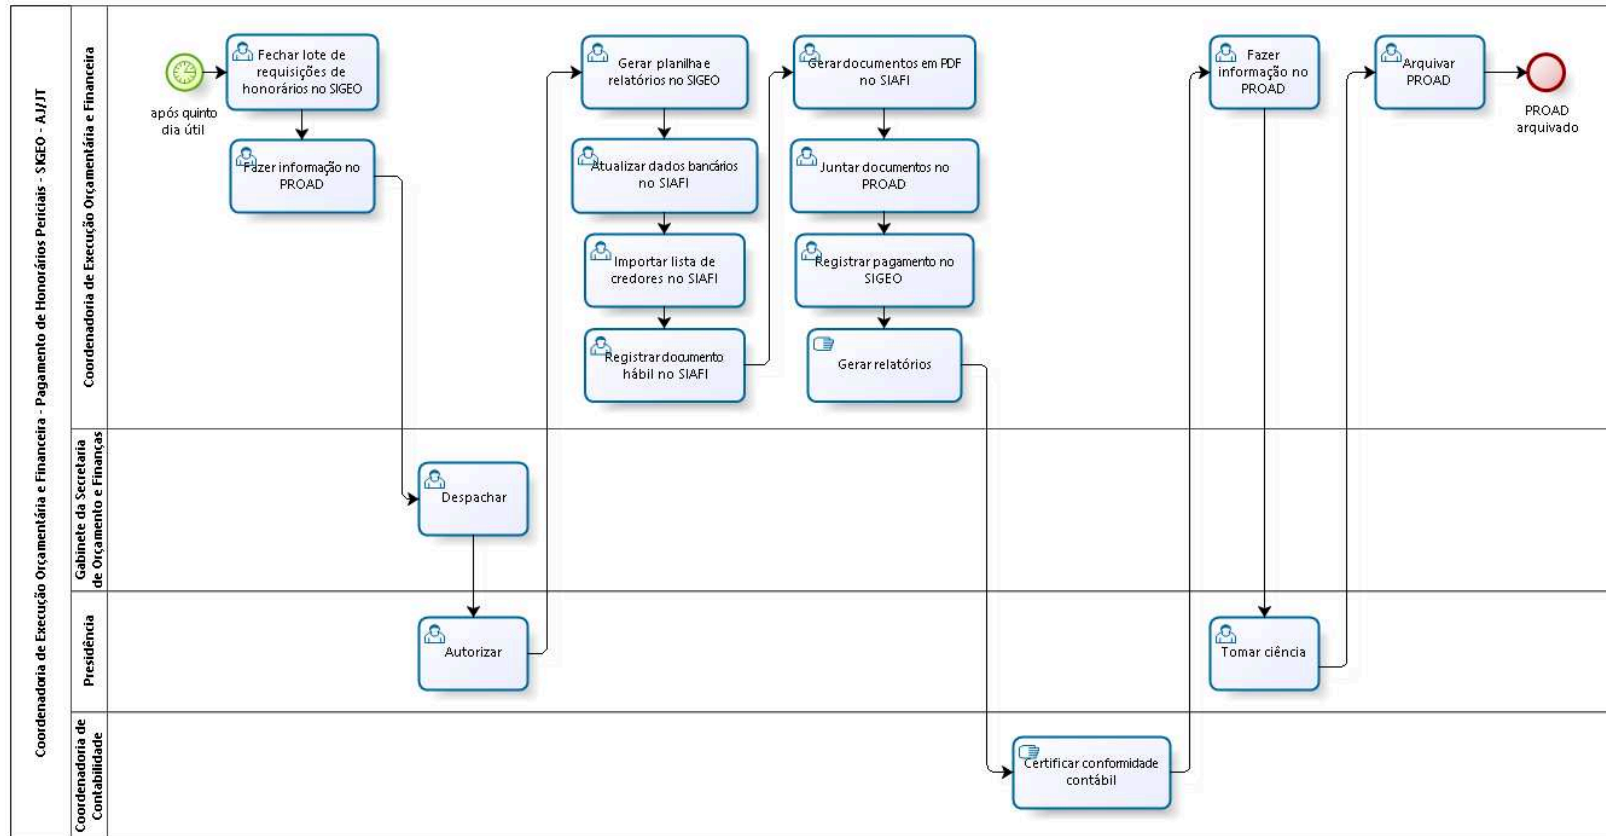 Coordenadoria de Execução Orçamentária e Financeira - Pagamento de Honorários Periciais - SIGEO - AJ/JT
Coordenadoria de Execução Orçamentária e Financeira
após quinto
dia útil
Fechar lote de
requisições de
honorários no SIGEO
Fazer informação no
PROAD
Gerar planilha e
relatórios no SIGEO
Atualizar dados bancários
no SIAFI
Importar lista de
credores no SIAFI
Registrar documento
hábil no SIAFI
Gerar documentos em PDF
no SIAFI
Juntar documentos no
PROAD
Registrar pagamento no
SIGEO
Gerar relatórios
Fazer
informação no
PROAD
Arquivar
PROAD
PROAD
arquivado
Gabinete da Secretaria
de Orçamento e Finanças
Despachar
Presidência
Autorizar
Tomar ciência
Coordenadoria de
Contabilidade
Certificar conformidade
contábil